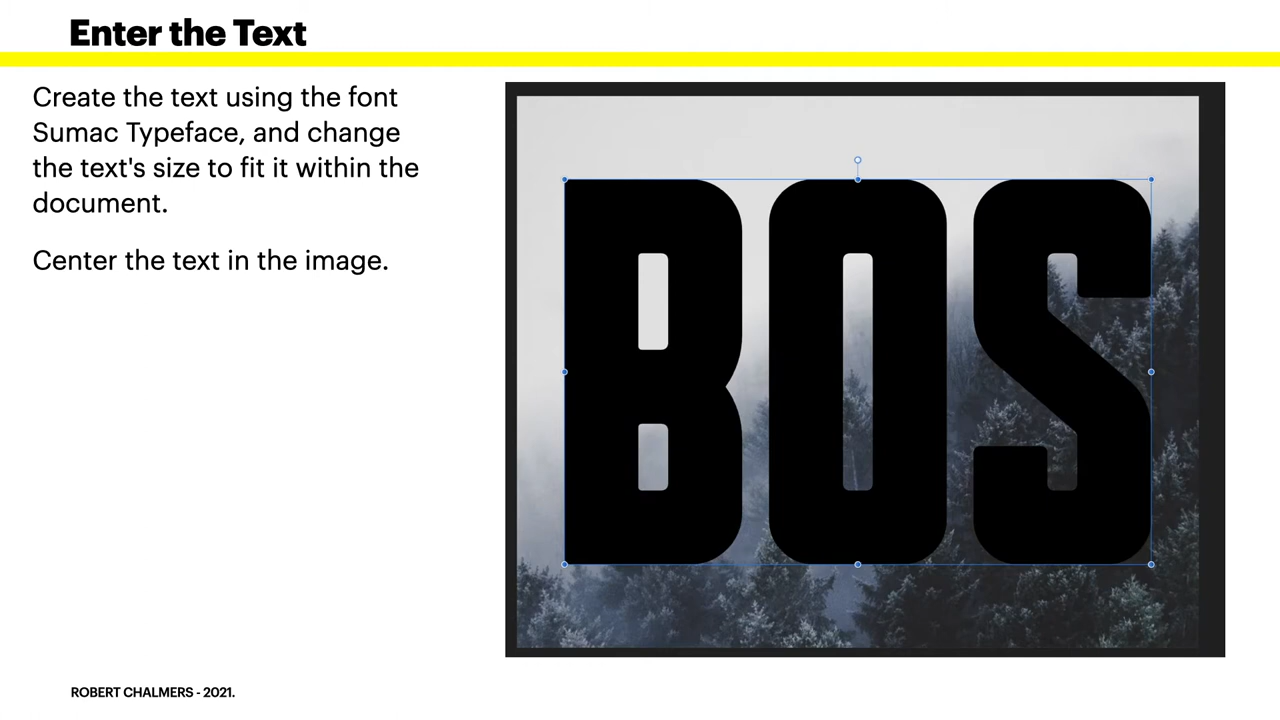 Enter the Text
Create the text using the font
Sumac Typeface, and change
the text's size to fit it within the
document.
Center the text in the image.
BOS
ROBERT CHALMERS - 2021.